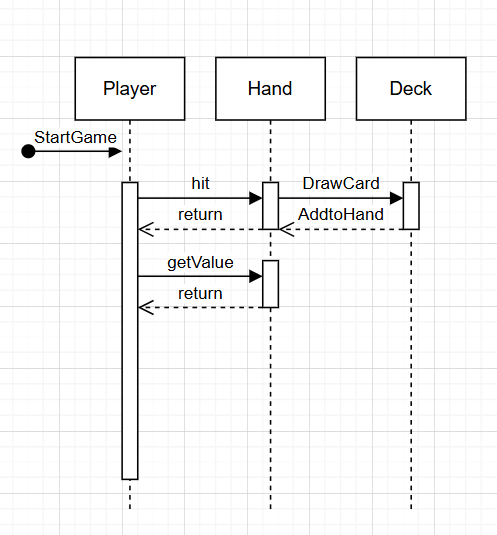 Player
Hand
Deck
StartGame
hit
DrawCard
return
AddtoHand
getValue
return